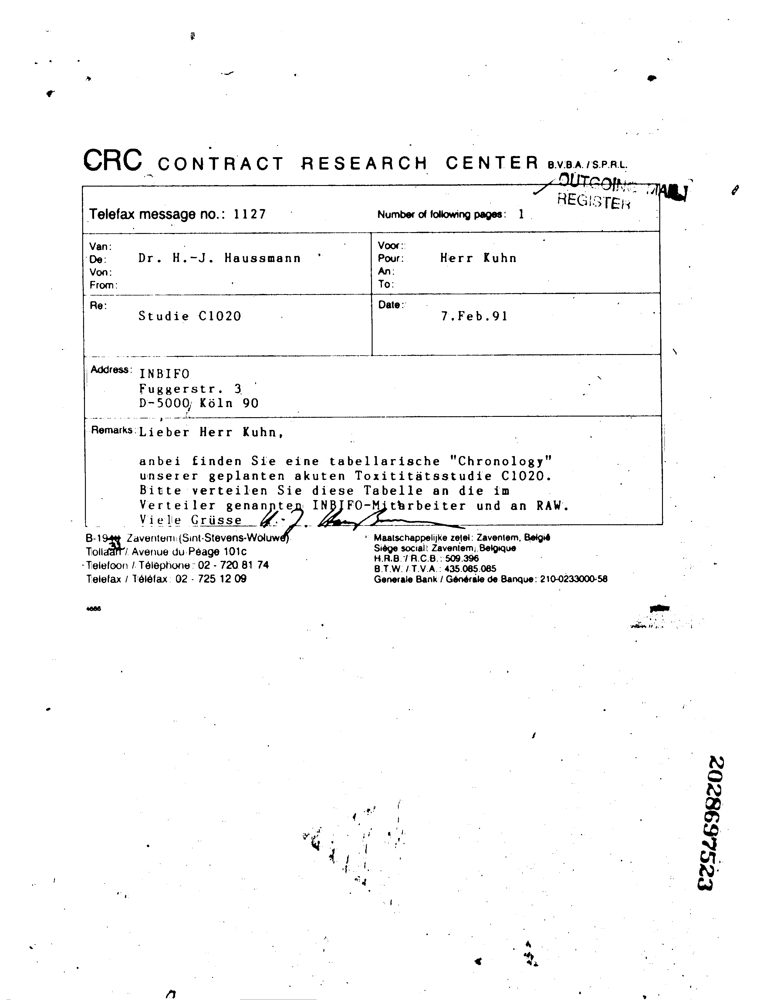 CRC CONTRACT RESEARCH CENTER B.V.B.A. / S.P.R.L.
OUTGOING MAIL
REGISTER
Telefax message no.: 1127 Number of following pages: 1
Van:
De: Dr. H.-J. Haussmann
Von:
From:
Voor:
Pour: Herr Kuhn
An:
To:
Re:
Studie C1020
Date:
7.Feb.91
Address: INBIFO
Fuggerstr. 3
D-5000 Köln 90
Remarks: Lieber Herr Kuhn,
anbei finden Sie eine tabellarische "Chronology"
unserer geplanten akuten Toxititätsstudie C1020.
Bitte verteilen Sie diese Tabelle an die im
Verteiler genannten INBIFO-Mitarbeiter und an RAW.
Viele Grüsse
Zaventem (Sint-Stevens-Woluwe)
Tollaan / Avenue du Péage 101c
Telefoon / Téléphone: 02 - 720 81 74
Telefax / Téléfax: 02 - 725 12 09
Maatschappelijke zetel: Zaventem, België
Siège social: Zaventem, Belgique
H.R.B. / R.C.B.: 509.396
B.T.W. / T.V.A.: 435.085.085
Generale Bank / Générale de Banque: 210-0233000-58
2028697523